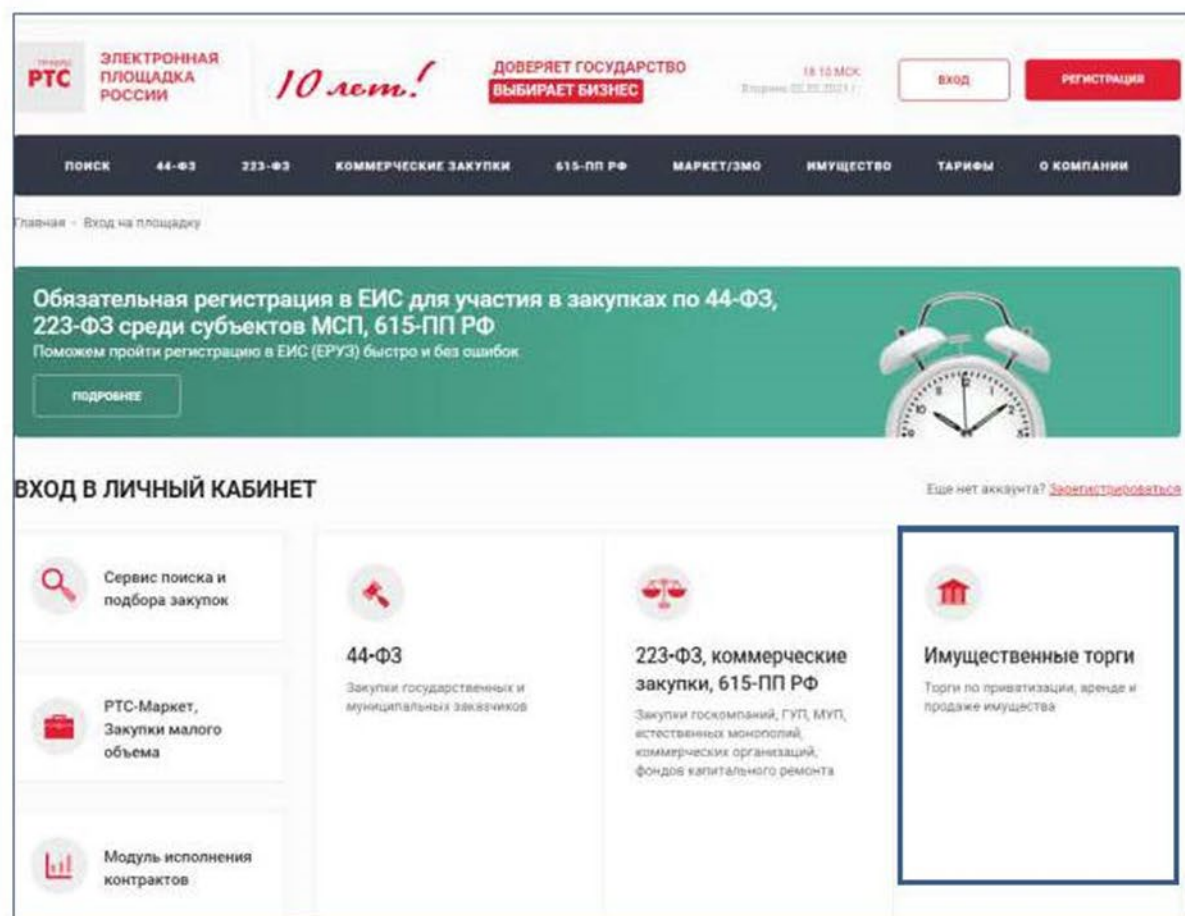 РТС
ЭЛЕКТРОННАЯ
ПЛОЩАДКА
РОССИИ
10 лет!
ДОВЕРЯЕТ ГОСУДАРСТВО
ВЫБИРАЕТ БИЗНЕС
18:10 МСК
ВХОД
РЕГИСТРАЦИЯ
ПОИСК 44-ФЗ 223-ФЗ КОММЕРЧЕСКИЕ ЗАКУПКИ 615-ПП РФ МАРКЕТ/ЗМО ИМУЩЕСТВО ТАРИФЫ О КОМПАНИИ
Главная - Вход на площадку
Обязательная регистрация в ЕИС для участия в закупках по 44-ФЗ,
223-ФЗ среди субъектов МСП, 615-ПП РФ
Поможем пройти регистрацию в ЕИС (ЕРУЗ) быстро и без ошибок
ПОДРОБНЕЕ
ВХОД В ЛИЧНЫЙ КАБИНЕТ
Еще нет аккаунта? Зарегистрироваться
Сервис поиска и
подбора закупок
РТС-Маркет,
Закупки малого
объема
Модуль исполнения
контрактов
44-ФЗ
Закупки государственных и
муниципальных заказчиков
223-ФЗ, коммерческие
закупки, 615-ПП РФ
Закупки госкомпаний, ГУП, МУП,
естественных монополий,
коммерческих организаций,
фондов капитального ремонта
Имущественные торги
Торги по приватизации, аренде и
продаже имущества